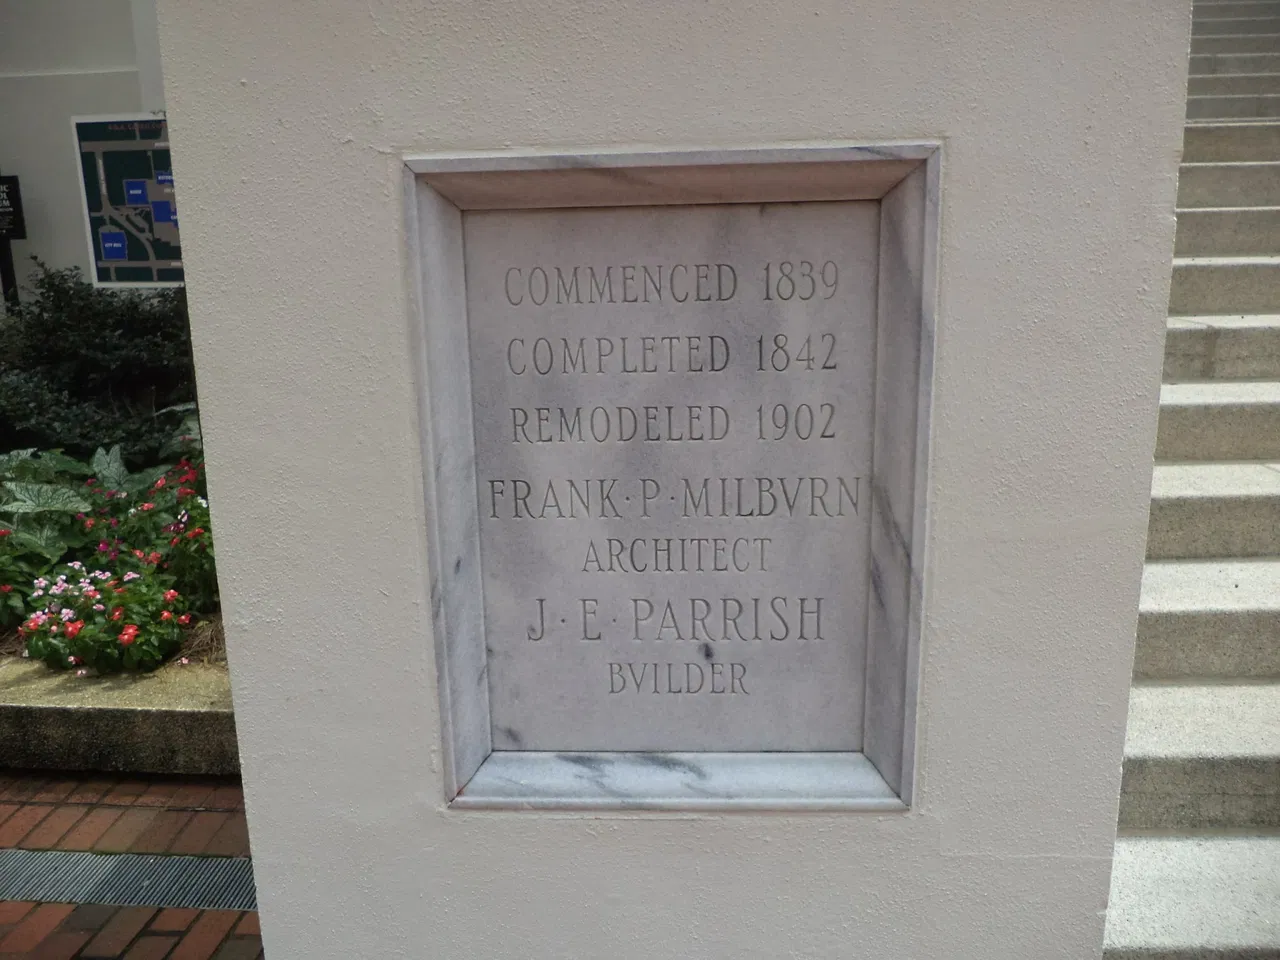 COMMENCED 1839
COMPLETED 1842
REMODELED 1902
FRANK·P·MILBVRN
ARCHITECT
J·E·PARRISH
BVILDER